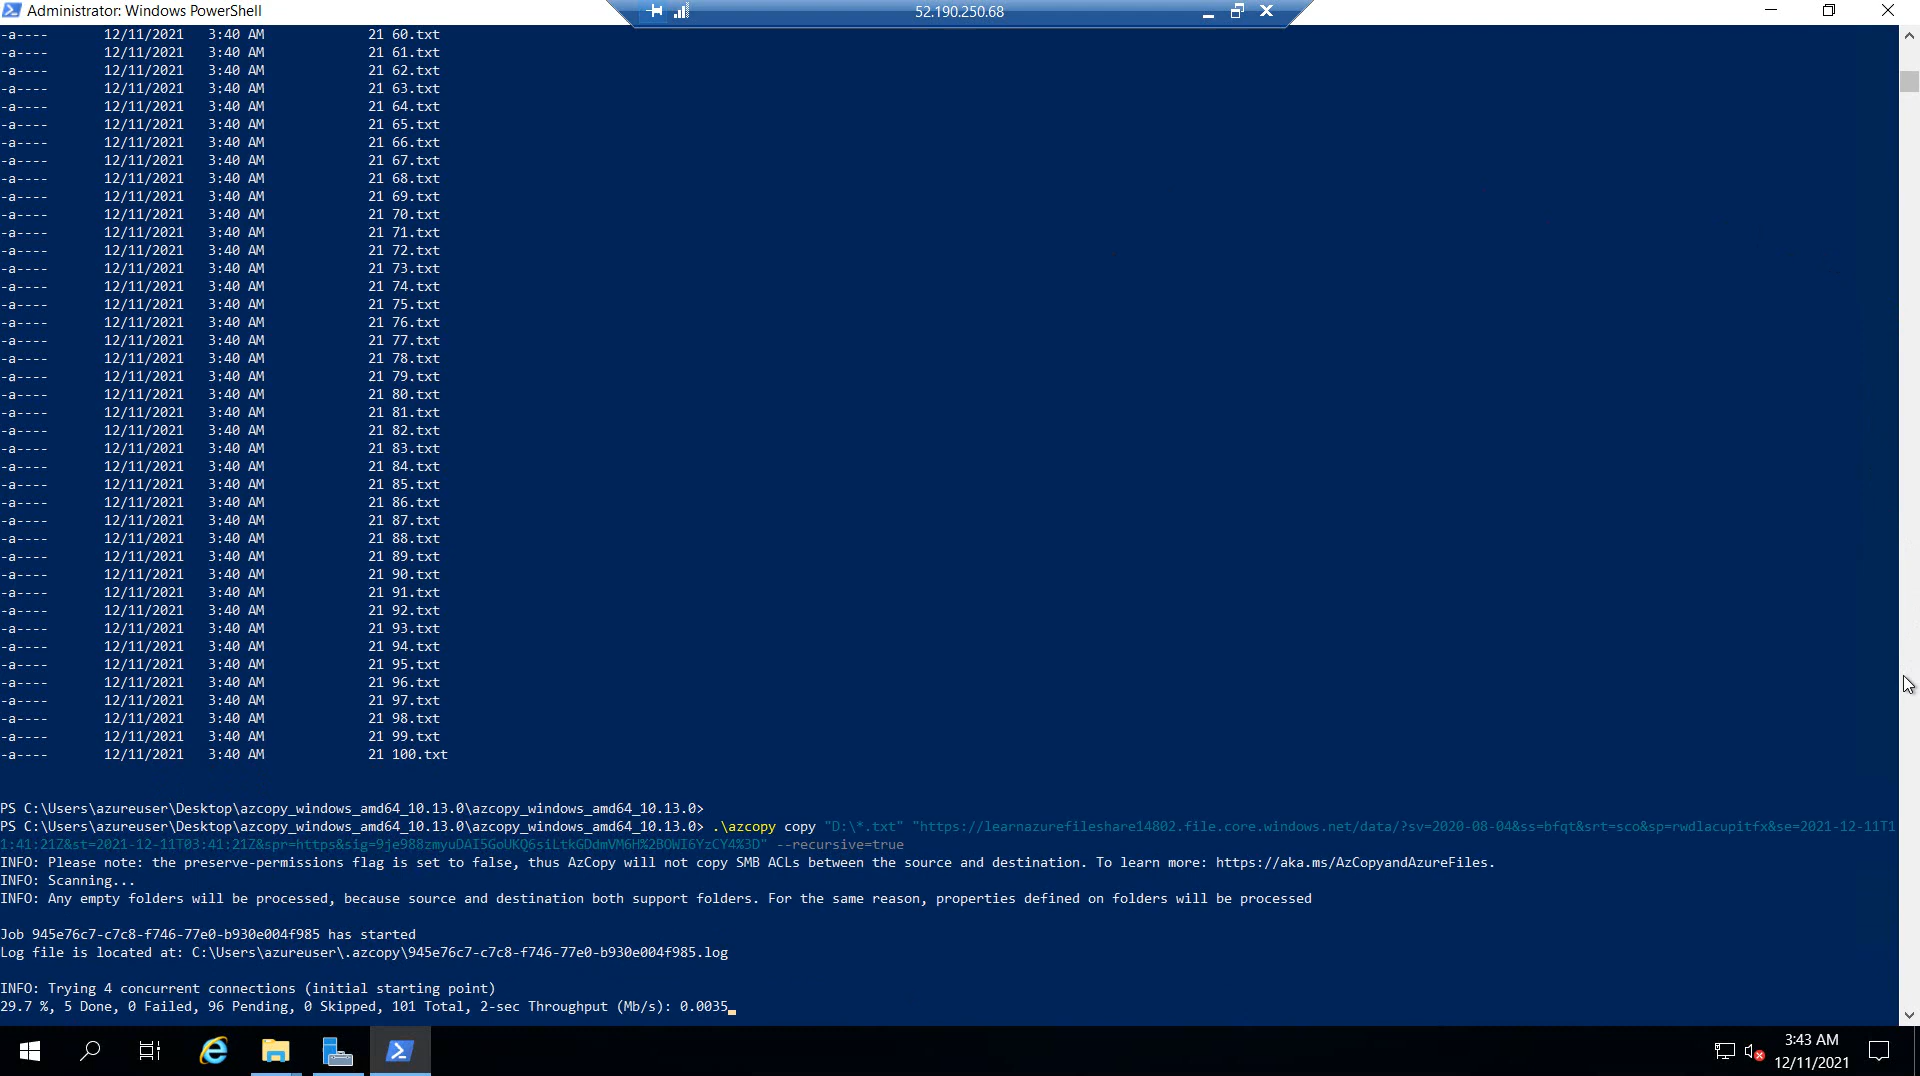 Administrator: Windows PowerShell
52.190.250.68
-a---- 12/11/2021 3:40 AM 21 60.txt
-a---- 12/11/2021 3:40 AM 21 61.txt
-a---- 12/11/2021 3:40 AM 21 62.txt
-a---- 12/11/2021 3:40 AM 21 63.txt
-a---- 12/11/2021 3:40 AM 21 64.txt
-a---- 12/11/2021 3:40 AM 21 65.txt
-a---- 12/11/2021 3:40 AM 21 66.txt
-a---- 12/11/2021 3:40 AM 21 67.txt
-a---- 12/11/2021 3:40 AM 21 68.txt
-a---- 12/11/2021 3:40 AM 21 69.txt
-a---- 12/11/2021 3:40 AM 21 70.txt
-a---- 12/11/2021 3:40 AM 21 71.txt
-a---- 12/11/2021 3:40 AM 21 72.txt
-a---- 12/11/2021 3:40 AM 21 73.txt
-a---- 12/11/2021 3:40 AM 21 74.txt
-a---- 12/11/2021 3:40 AM 21 75.txt
-a---- 12/11/2021 3:40 AM 21 76.txt
-a---- 12/11/2021 3:40 AM 21 77.txt
-a---- 12/11/2021 3:40 AM 21 78.txt
-a---- 12/11/2021 3:40 AM 21 79.txt
-a---- 12/11/2021 3:40 AM 21 80.txt
-a---- 12/11/2021 3:40 AM 21 81.txt
-a---- 12/11/2021 3:40 AM 21 82.txt
-a---- 12/11/2021 3:40 AM 21 83.txt
-a---- 12/11/2021 3:40 AM 21 84.txt
-a---- 12/11/2021 3:40 AM 21 85.txt
-a---- 12/11/2021 3:40 AM 21 86.txt
-a---- 12/11/2021 3:40 AM 21 87.txt
-a---- 12/11/2021 3:40 AM 21 88.txt
-a---- 12/11/2021 3:40 AM 21 89.txt
-a---- 12/11/2021 3:40 AM 21 90.txt
-a---- 12/11/2021 3:40 AM 21 91.txt
-a---- 12/11/2021 3:40 AM 21 92.txt
-a---- 12/11/2021 3:40 AM 21 93.txt
-a---- 12/11/2021 3:40 AM 21 94.txt
-a---- 12/11/2021 3:40 AM 21 95.txt
-a---- 12/11/2021 3:40 AM 21 96.txt
-a---- 12/11/2021 3:40 AM 21 97.txt
-a---- 12/11/2021 3:40 AM 21 98.txt
-a---- 12/11/2021 3:40 AM 21 99.txt
-a---- 12/11/2021 3:40 AM 21 100.txt
PS C:\Users\azureuser\Desktop\azcopy_windows_amd64_10.13.0\azcopy_windows_amd64_10.13.0>
PS C:\Users\azureuser\Desktop\azcopy_windows_amd64_10.13.0\azcopy_windows_amd64_10.13.0> .\azcopy copy "D:\*.txt" "https://learnazurefileshare14802.file.core.windows.net/data/?sv=2020-08-04&ss=bfqt&srt=sco&sp=rwdlacupitfx&se=2021-12-11T1
1:41:21Z&st=2021-12-11T03:41:21Z&spr=https&sig=9je988zmyuDAI5GoUKQ6siLtkGDdmVM6H%2BOWI6YzCY4%3D" --recursive=true
INFO: Please note: the preserve-permissions flag is set to false, thus AzCopy will not copy SMB ACLs between the source and destination. To learn more: https://aka.ms/AzCopyandAzureFiles.
INFO: Scanning...
INFO: Any empty folders will be processed, because source and destination both support folders. For the same reason, properties defined on folders will be processed
Job 945e76c7-c7c8-f746-77e0-b930e004f985 has started
Log file is located at: C:\Users\azureuser\.azcopy\945e76c7-c7c8-f746-77e0-b930e004f985.log
INFO: Trying 4 concurrent connections (initial starting point)
29.7 %, 5 Done, 0 Failed, 96 Pending, 0 Skipped, 101 Total, 2-sec Throughput (Mb/s): 0.0035
3:43 AM
12/11/2021